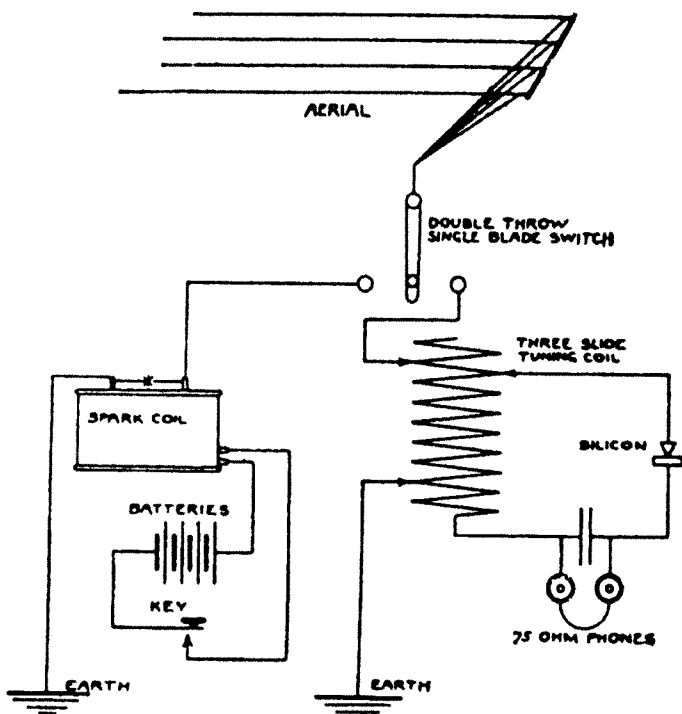 AERIAL
DOUBLE THROW
SINGLE BLADE SWITCH
THREE SLIDE
TUNING COIL
SPARK COIL
SILICON
BATTERIES
KEY
75 OHM PHONES
EARTH
EARTH